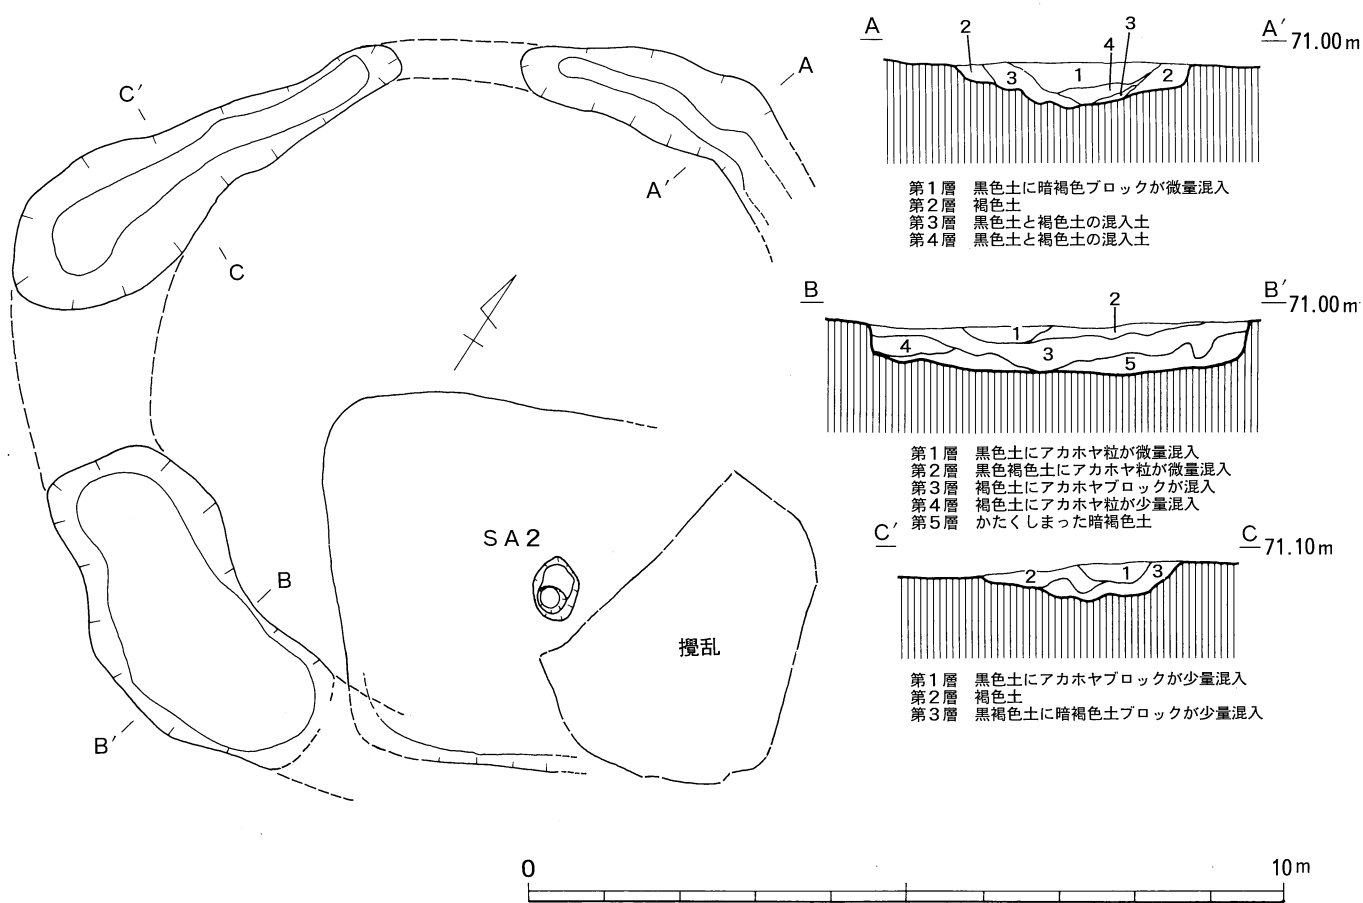 A
A′
C′
C
B
B′
SA2
攪乱
A
2
4
3
A′
71.00m
3
1
2
第1層 黒色土に暗褐色ブロックが微量混入
第2層 褐色土
第3層 黒色土と褐色土の混入土
第4層 黒色土と褐色土の混入土
B
2
B′
71.00m
1
4
3
5
第1層 黒色土にアカホヤ粒が微量混入
第2層 黒色褐色土にアカホヤ粒が微量混入
第3層 褐色土にアカホヤブロックが混入
第4層 褐色土にアカホヤ粒が少量混入
第5層 かたくしまった暗褐色土
C′
C
71.10m
2
1
3
第1層 黒色土にアカホヤブロックが少量混入
第2層 褐色土
第3層 黒褐色土に暗褐色土ブロックが少量混入
0
10m